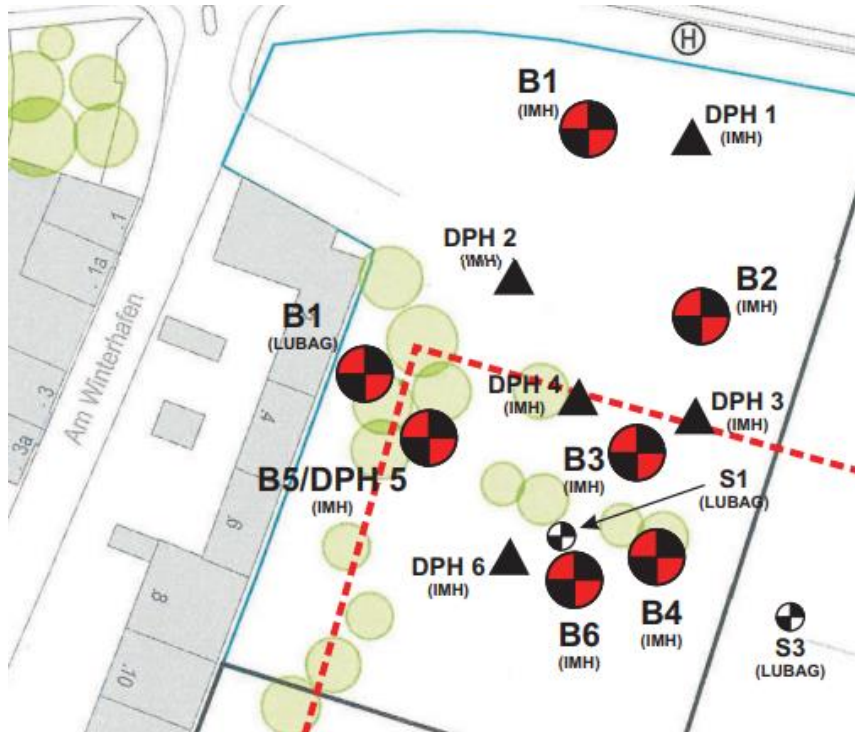 H
B1
(IMH)
DPH 1
(IMH)
DPH 2
(IMH)
B2
(IMH)
B1
(LUBAG)
DPH 4
(IMH)
DPH 3
(IMH)
B3
(IMH)
S1
(LUBAG)
B5/DPH 5
(IMH)
DPH 6
(IMH)
B6
(IMH)
B4
(IMH)
S3
(LUBAG)
Am Winterhafen
.1
.1a
.3
.3a
.4
.6
.8
.10